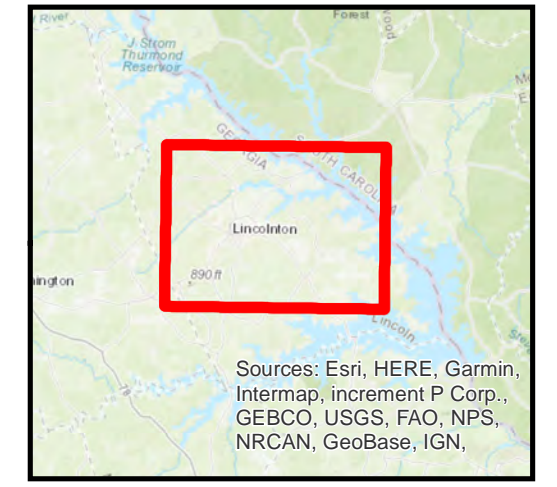 River
Forest
J. Strom
Thurmond
Reservoir
GEORGIA
SOUTH CAROLINA
Lincolnton
890 ft
ington
Lincoln
Sources: Esri, HERE, Garmin,
Intermap, increment P Corp.,
GEBCO, USGS, FAO, NPS,
NRCAN, GeoBase, IGN,